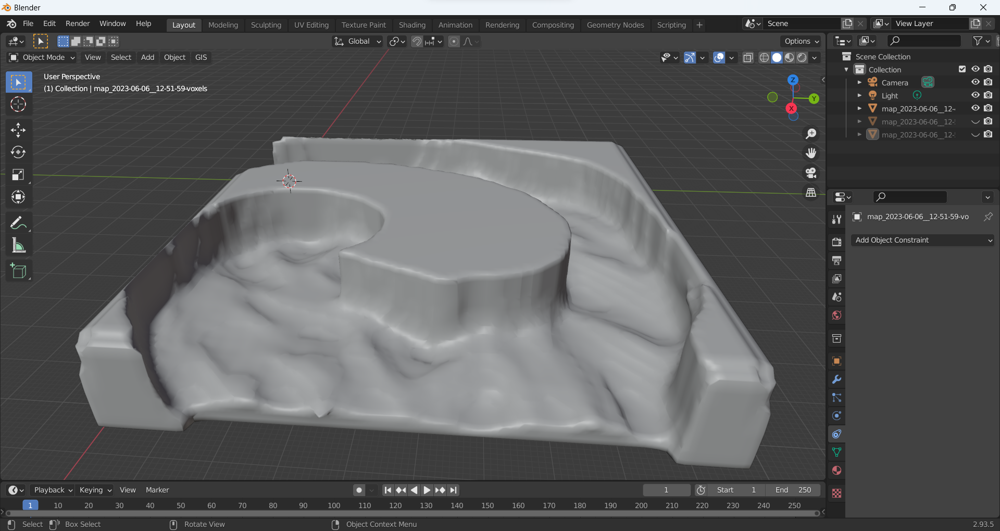 Blender
File Edit Render Window Help Layout Modeling Sculpting UV Editing Texture Paint Shading Animation Rendering Compositing Geometry Nodes Scripting + Scene View Layer
Global Options
Object Mode View Select Add Object GIS
User Perspective
(1) Collection | map_2023-06-06__12-51-59-voxels
Z
Y
X
Scene Collection
Collection
Camera
Light
map_2023-06-06__12-
map_2023-06-06__12-
map_2023-06-06__12-
map_2023-06-06__12-51-59-vo
Add Object Constraint
Playback Keying View Marker 1 Start 1 End 250
1 10 20 30 40 50 60 70 80 90 100 110 120 130 140 150 160 170 180 190 200 210 220 230 240 250
Select Box Select Rotate View Object Context Menu 2.93.5